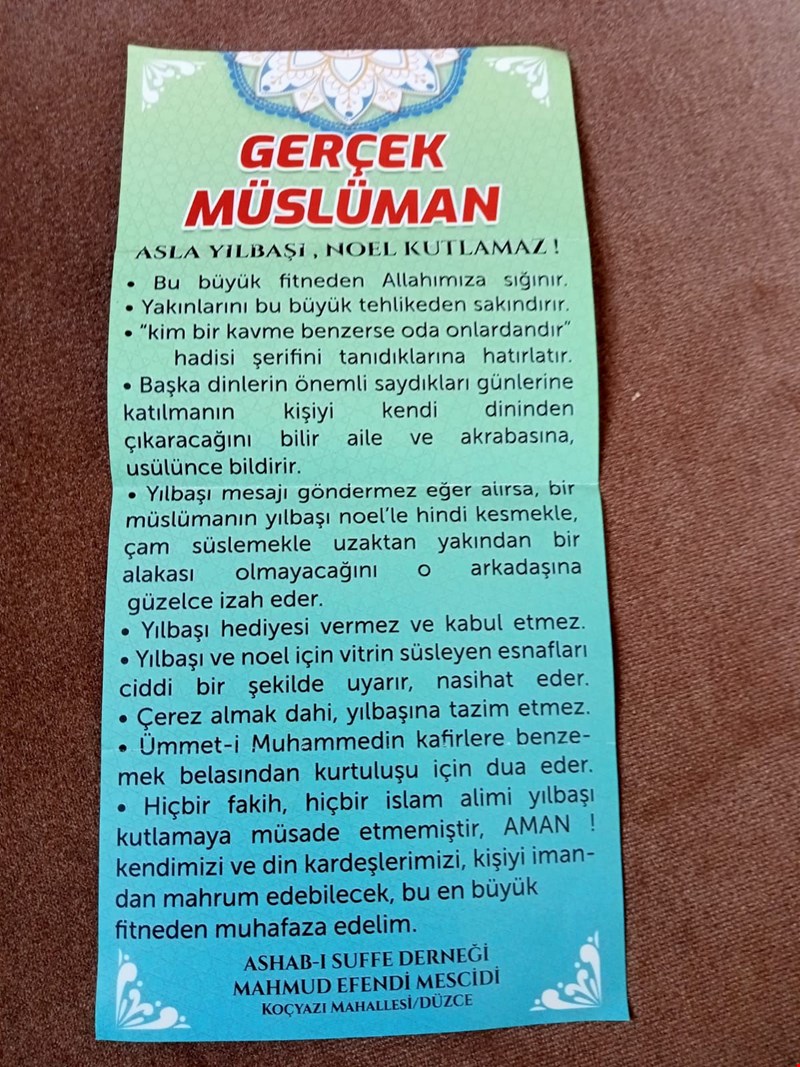 GERÇEK
MÜSLÜMAN
ASLA YILBAŞI , NOEL KUTLAMAZ !
• Bu büyük fitneden Allahımıza sığınır.
• Yakınlarını bu büyük tehlikeden sakındırır.
• “kim bir kavme benzerse oda onlardandır”
hadisi şerifini tanıdıklarına hatırlatır.
• Başka dinlerin önemli saydıkları günlerine
katılmanın kişiyi kendi dininden
çıkaracağını bilir aile ve akrabasına,
usülünce bildirir.
• Yılbaşı mesajı göndermez eğer alırsa, bir
müslümanın yılbaşı noel’le hindi kesmekle,
çam süslemekle uzaktan yakından bir
alakası olmayacağını o arkadaşına
güzelce izah eder.
• Yılbaşı hediyesi vermez ve kabul etmez.
• Yılbaşı ve noel için vitrin süsleyen esnafları
ciddi bir şekilde uyarır, nasihat eder.
• Çerez almak dahi, yılbaşına tazim etmez.
• Ümmet-i Muhammedin kafirlere benze-
mek belasından kurtuluşu için dua eder.
• Hiçbir fakih, hiçbir islam alimi yılbaşı
kutlamaya müsade etmemiştir, AMAN !
kendimizi ve din kardeşlerimizi, kişiyi iman-
dan mahrum edebilecek, bu en büyük
fitneden muhafaza edelim.
ASHAB-I SUFFE DERNEĞİ
MAHMUD EFENDİ MESCİDİ
KOÇYAZI MAHALLESİ/DÜZCE